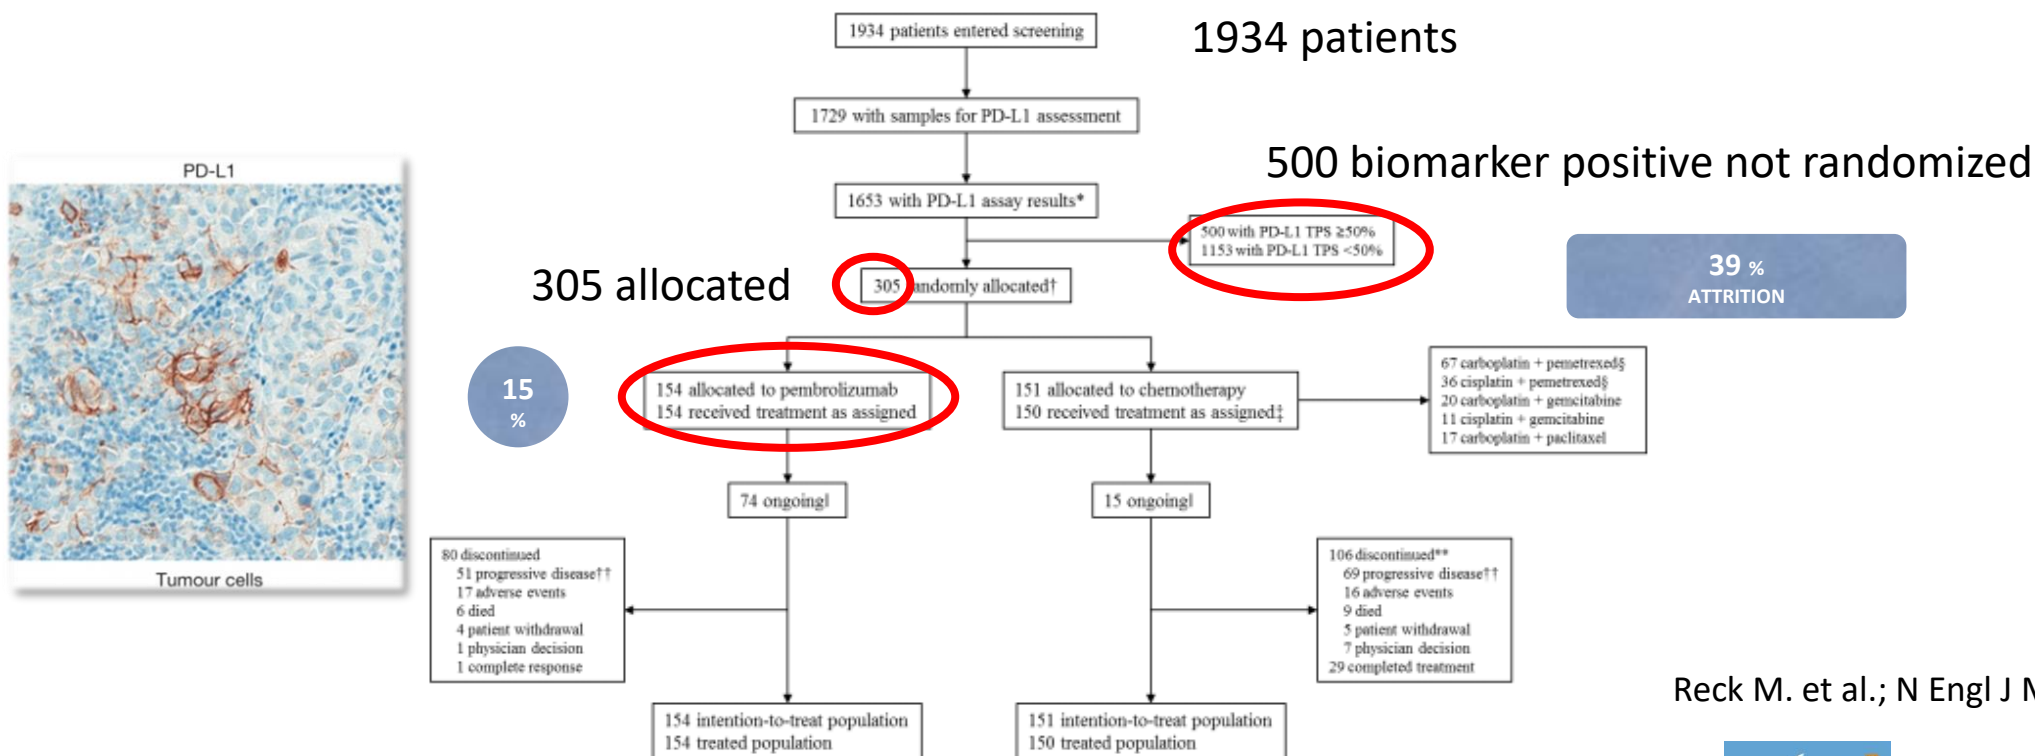 1934 patients entered screening
1934 patients
1729 with samples for PD-L1 assessment
500 biomarker positive not randomized
PD-L1
1653 with PD-L1 assay results*
500 with PD-L1 TPS ≥50%
1153 with PD-L1 TPS <50%
39 %
ATTRITION
305 allocated
305 randomly allocated†
15
%
154 allocated to pembrolizumab
154 received treatment as assigned
151 allocated to chemotherapy
150 received treatment as assigned‡
67 carboplatin + pemetrexed§
36 cisplatin + pemetrexed§
20 carboplatin + gemcitabine
11 cisplatin + gemcitabine
17 carboplatin + paclitaxel
74 ongoing
15 ongoing
Tumour cells
80 discontinued
51 progressive disease††
17 adverse events
6 died
4 patient withdrawal
1 physician decision
1 complete response
106 discontinued**
69 progressive disease††
16 adverse events
9 died
5 patient withdrawal
7 physician decision
29 completed treatment
Reck M. et al.; N Engl J M
154 intention-to-treat population
154 treated population
151 intention-to-treat population
150 treated population